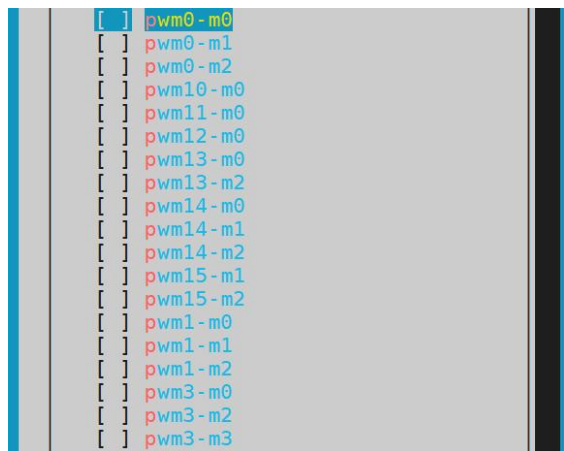 [ ] pwm0-m0
[ ] pwm0-m1
[ ] pwm0-m2
[ ] pwm10-m0
[ ] pwm11-m0
[ ] pwm12-m0
[ ] pwm13-m0
[ ] pwm13-m2
[ ] pwm14-m0
[ ] pwm14-m1
[ ] pwm14-m2
[ ] pwm15-m1
[ ] pwm15-m2
[ ] pwm1-m0
[ ] pwm1-m1
[ ] pwm1-m2
[ ] pwm3-m0
[ ] pwm3-m2
[ ] pwm3-m3